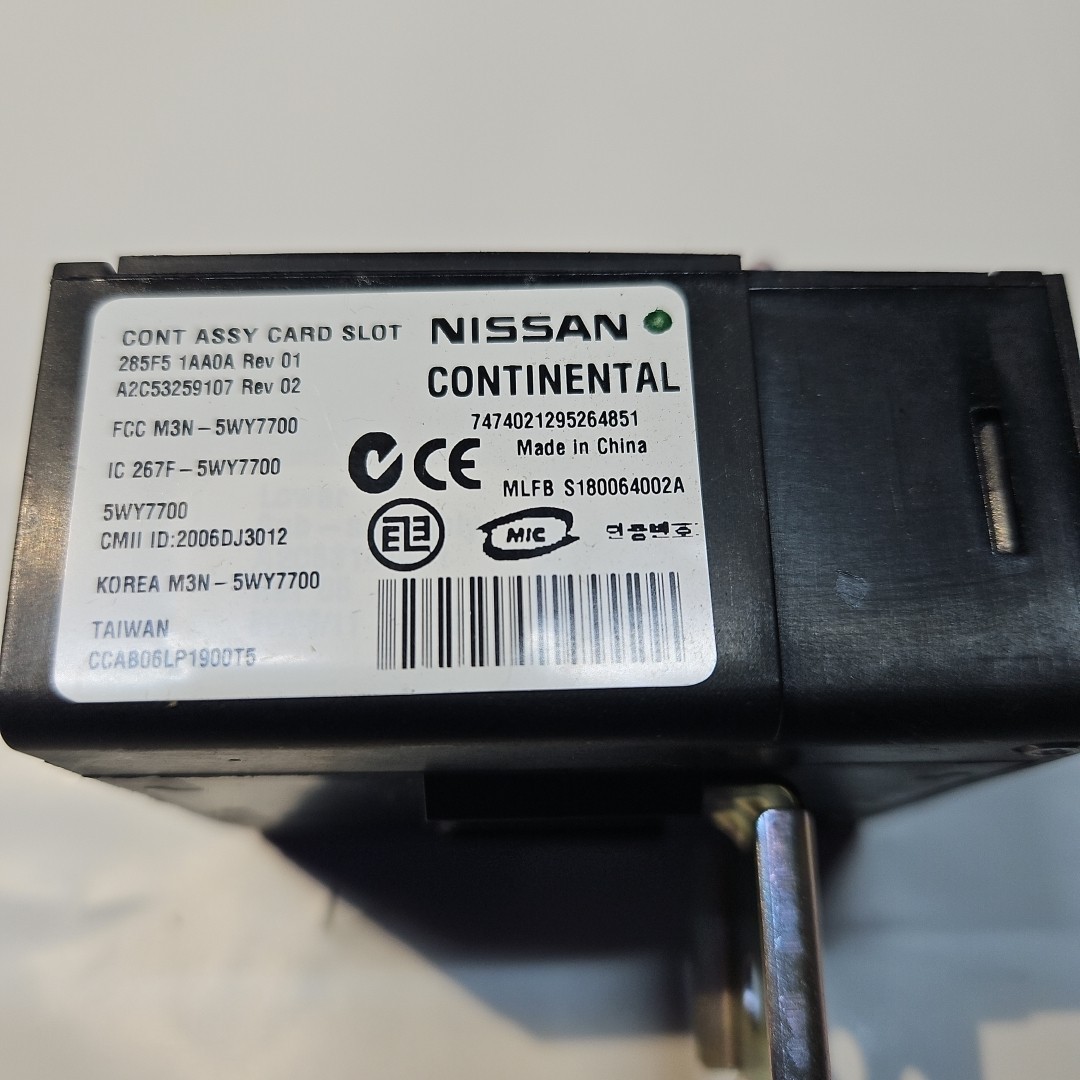 CONT ASSY CARD SLOT
285F5 1AA0A Rev 01
A2C53259107 Rev 02
FCC M3N-5WY7700
IC 267F-5WY7700
5WY7700
CMII ID:2006DJ3012
KOREA M3N-5WY7700
TAIWAN
CCAB06LP1900T5
NISSAN
CONTINENTAL
7474021295264851
Made in China
CE
MLFB S180064002A
MIC